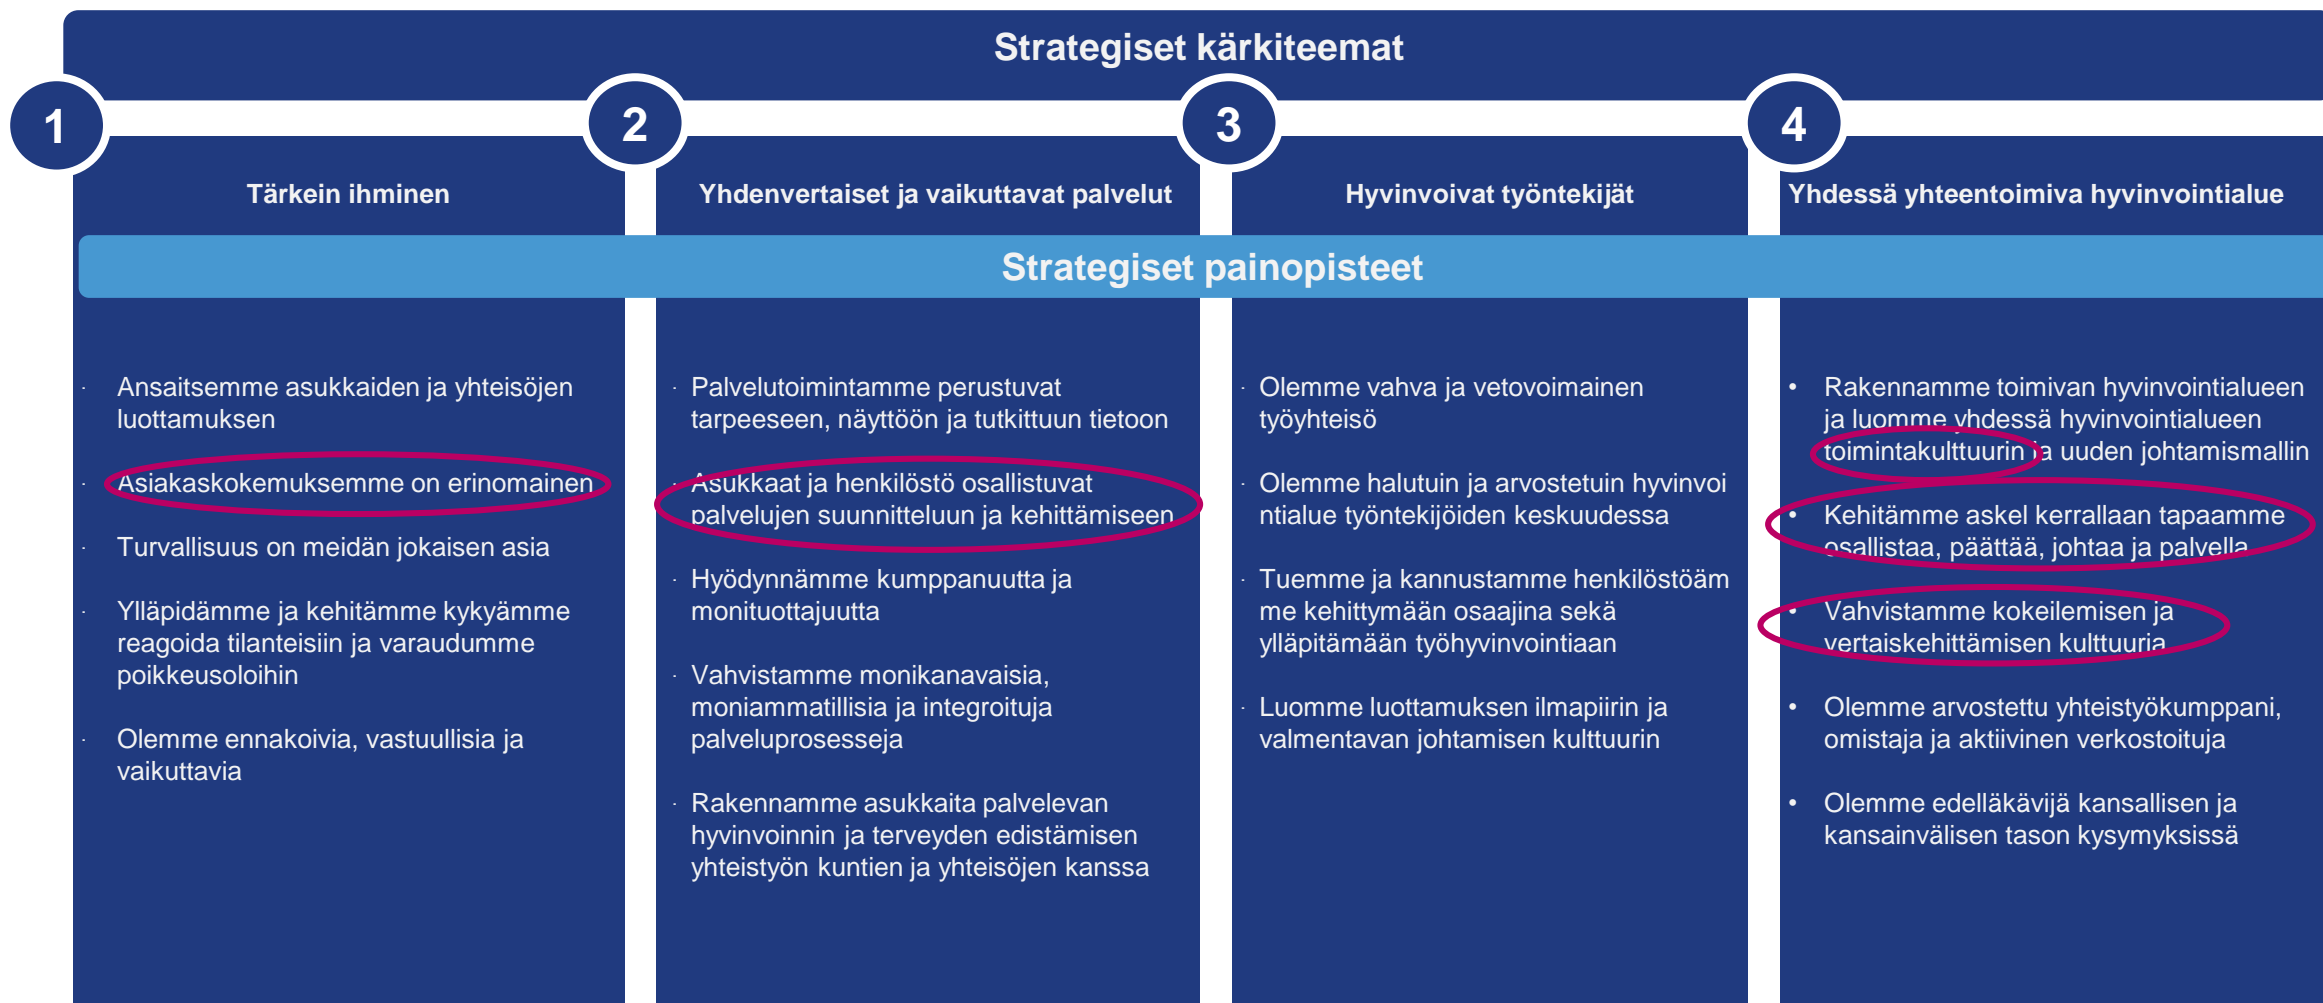 Strategiset kärkiteemat
1
2
3
4
Tärkein ihminen
Yhdenvertaiset ja vaikuttavat palvelut
Hyvinvoivat työntekijät
Yhdessä yhteentoimiva hyvinvointialue
Strategiset painopisteet
· Ansaitsemme asukkaiden ja yhteisöjen
luottamuksen
· Asiakaskokemuksemme on erinomainen
· Turvallisuus on meidän jokaisen asia
· Ylläpidämme ja kehitämme kykyämme
reagoida tilanteisiin ja varaudumme
poikkeusoloihin
· Olemme ennakoivia, vastuullisia ja
vaikuttavia
· Palvelutoimintamme perustuvat
tarpeeseen, näyttöön ja tutkittuun tietoon
· Asukkaat ja henkilöstö osallistuvat
palvelujen suunnitteluun ja kehittämiseen
· Hyödynnämme kumppanuutta ja
monituottajuutta
· Vahvistamme monikanavaisia,
moniammatillisia ja integroituja
palveluprosesseja
· Rakennamme asukkaita palvelevan
hyvinvoinnin ja terveyden edistämisen
yhteistyön kuntien ja yhteisöjen kanssa
· Olemme vahva ja vetovoimainen
työyhteisö
· Olemme halutuin ja arvostetuin hyvinvoi
ntialue työntekijöiden keskuudessa
· Tuemme ja kannustamme henkilöstöäm
me kehittymään osaajina sekä
ylläpitämään työhyvinvointiaan
· Luomme luottamuksen ilmapiirin ja
valmentavan johtamisen kulttuurin
• Rakennamme toimivan hyvinvointialueen
ja luomme yhdessä hyvinvointialueen
toimintakulttuurin ja uuden johtamismallin
• Kehitämme askel kerrallaan tapaamme
osallistaa, päättää, johtaa ja palvella
• Vahvistamme kokeilemisen ja
vertaiskehittämisen kulttuuria
• Olemme arvostettu yhteistyökumppani,
omistaja ja aktiivinen verkostoituja
• Olemme edelläkävijä kansallisen ja
kansainvälisen tason kysymyksissä